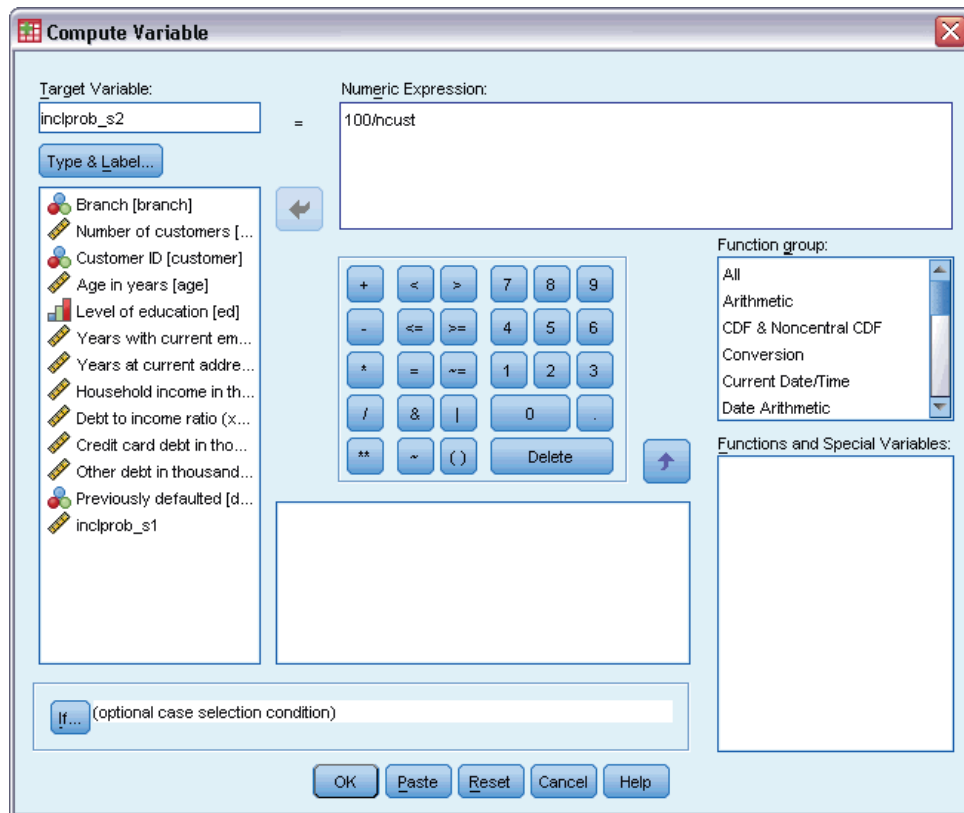 Compute Variable
Target Variable:
inclprob_s2
=
Numeric Expression:
100/ncust
Type & Label...
Branch [branch]
Number of customers [...
Customer ID [customer]
Age in years [age]
Level of education [ed]
Years with current em...
Years at current addre...
Household income in th...
Debt to income ratio (x...
Credit card debt in tho...
Other debt in thousand...
Previously defaulted [d...
inclprob_s1
+ < > 7 8 9
- <= >= 4 5 6
* = ~= 1 2 3
/ & | 0 .
** ~ ( ) Delete
Function group:
All
Arithmetic
CDF & Noncentral CDF
Conversion
Current Date/Time
Date Arithmetic
Functions and Special Variables:
If... (optional case selection condition)
OK Paste Reset Cancel Help